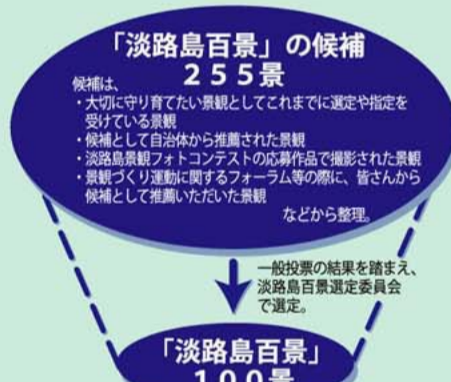 「淡路島百景」の候補
２５５景
候補は、
・大切に守り育てたい景観としてこれまでに選定や指定を
受けている景観
・候補として自治体から推薦された景観
・淡路島景観フォトコンテストの応募作品で撮影された景観
・景観づくり運動に関するフォーラム等の際に、皆さんから
候補として推薦いただいた景観
などから整理。
一般投票の結果を踏まえ、
淡路島百景選定委員会
で選定。
「淡路島百景」
１００景